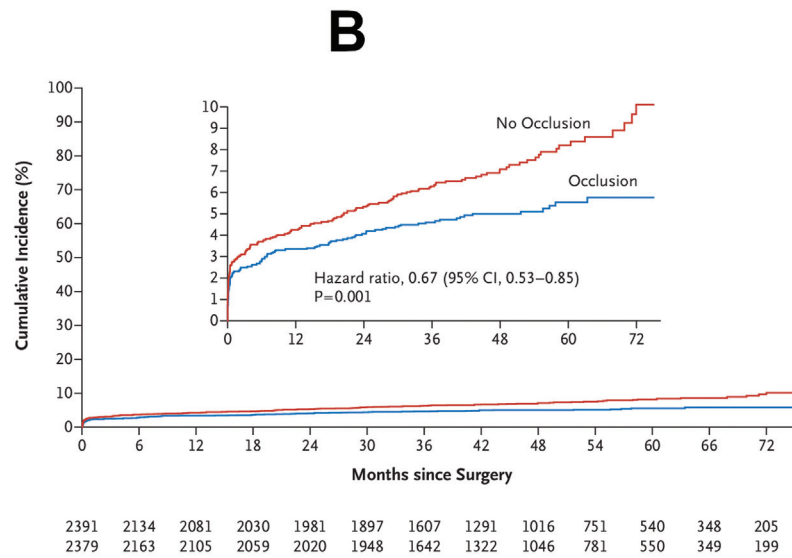 B
Cumulative Incidence (%)
100
90
80
70
60
50
40
30
20
10
0
10
9
8
7
6
5
4
3
2
1
0
No Occlusion
Occlusion
Hazard ratio, 0.67 (95% CI, 0.53–0.85)
P=0.001
0 12 24 36 48 60 72
0 6 12 18 24 30 36 42 48 54 60 66 72
Months since Surgery
2391 2134 2081 2030 1981 1897 1607 1291 1016 751 540 348 205
2379 2163 2105 2059 2020 1948 1642 1322 1046 781 550 349 199